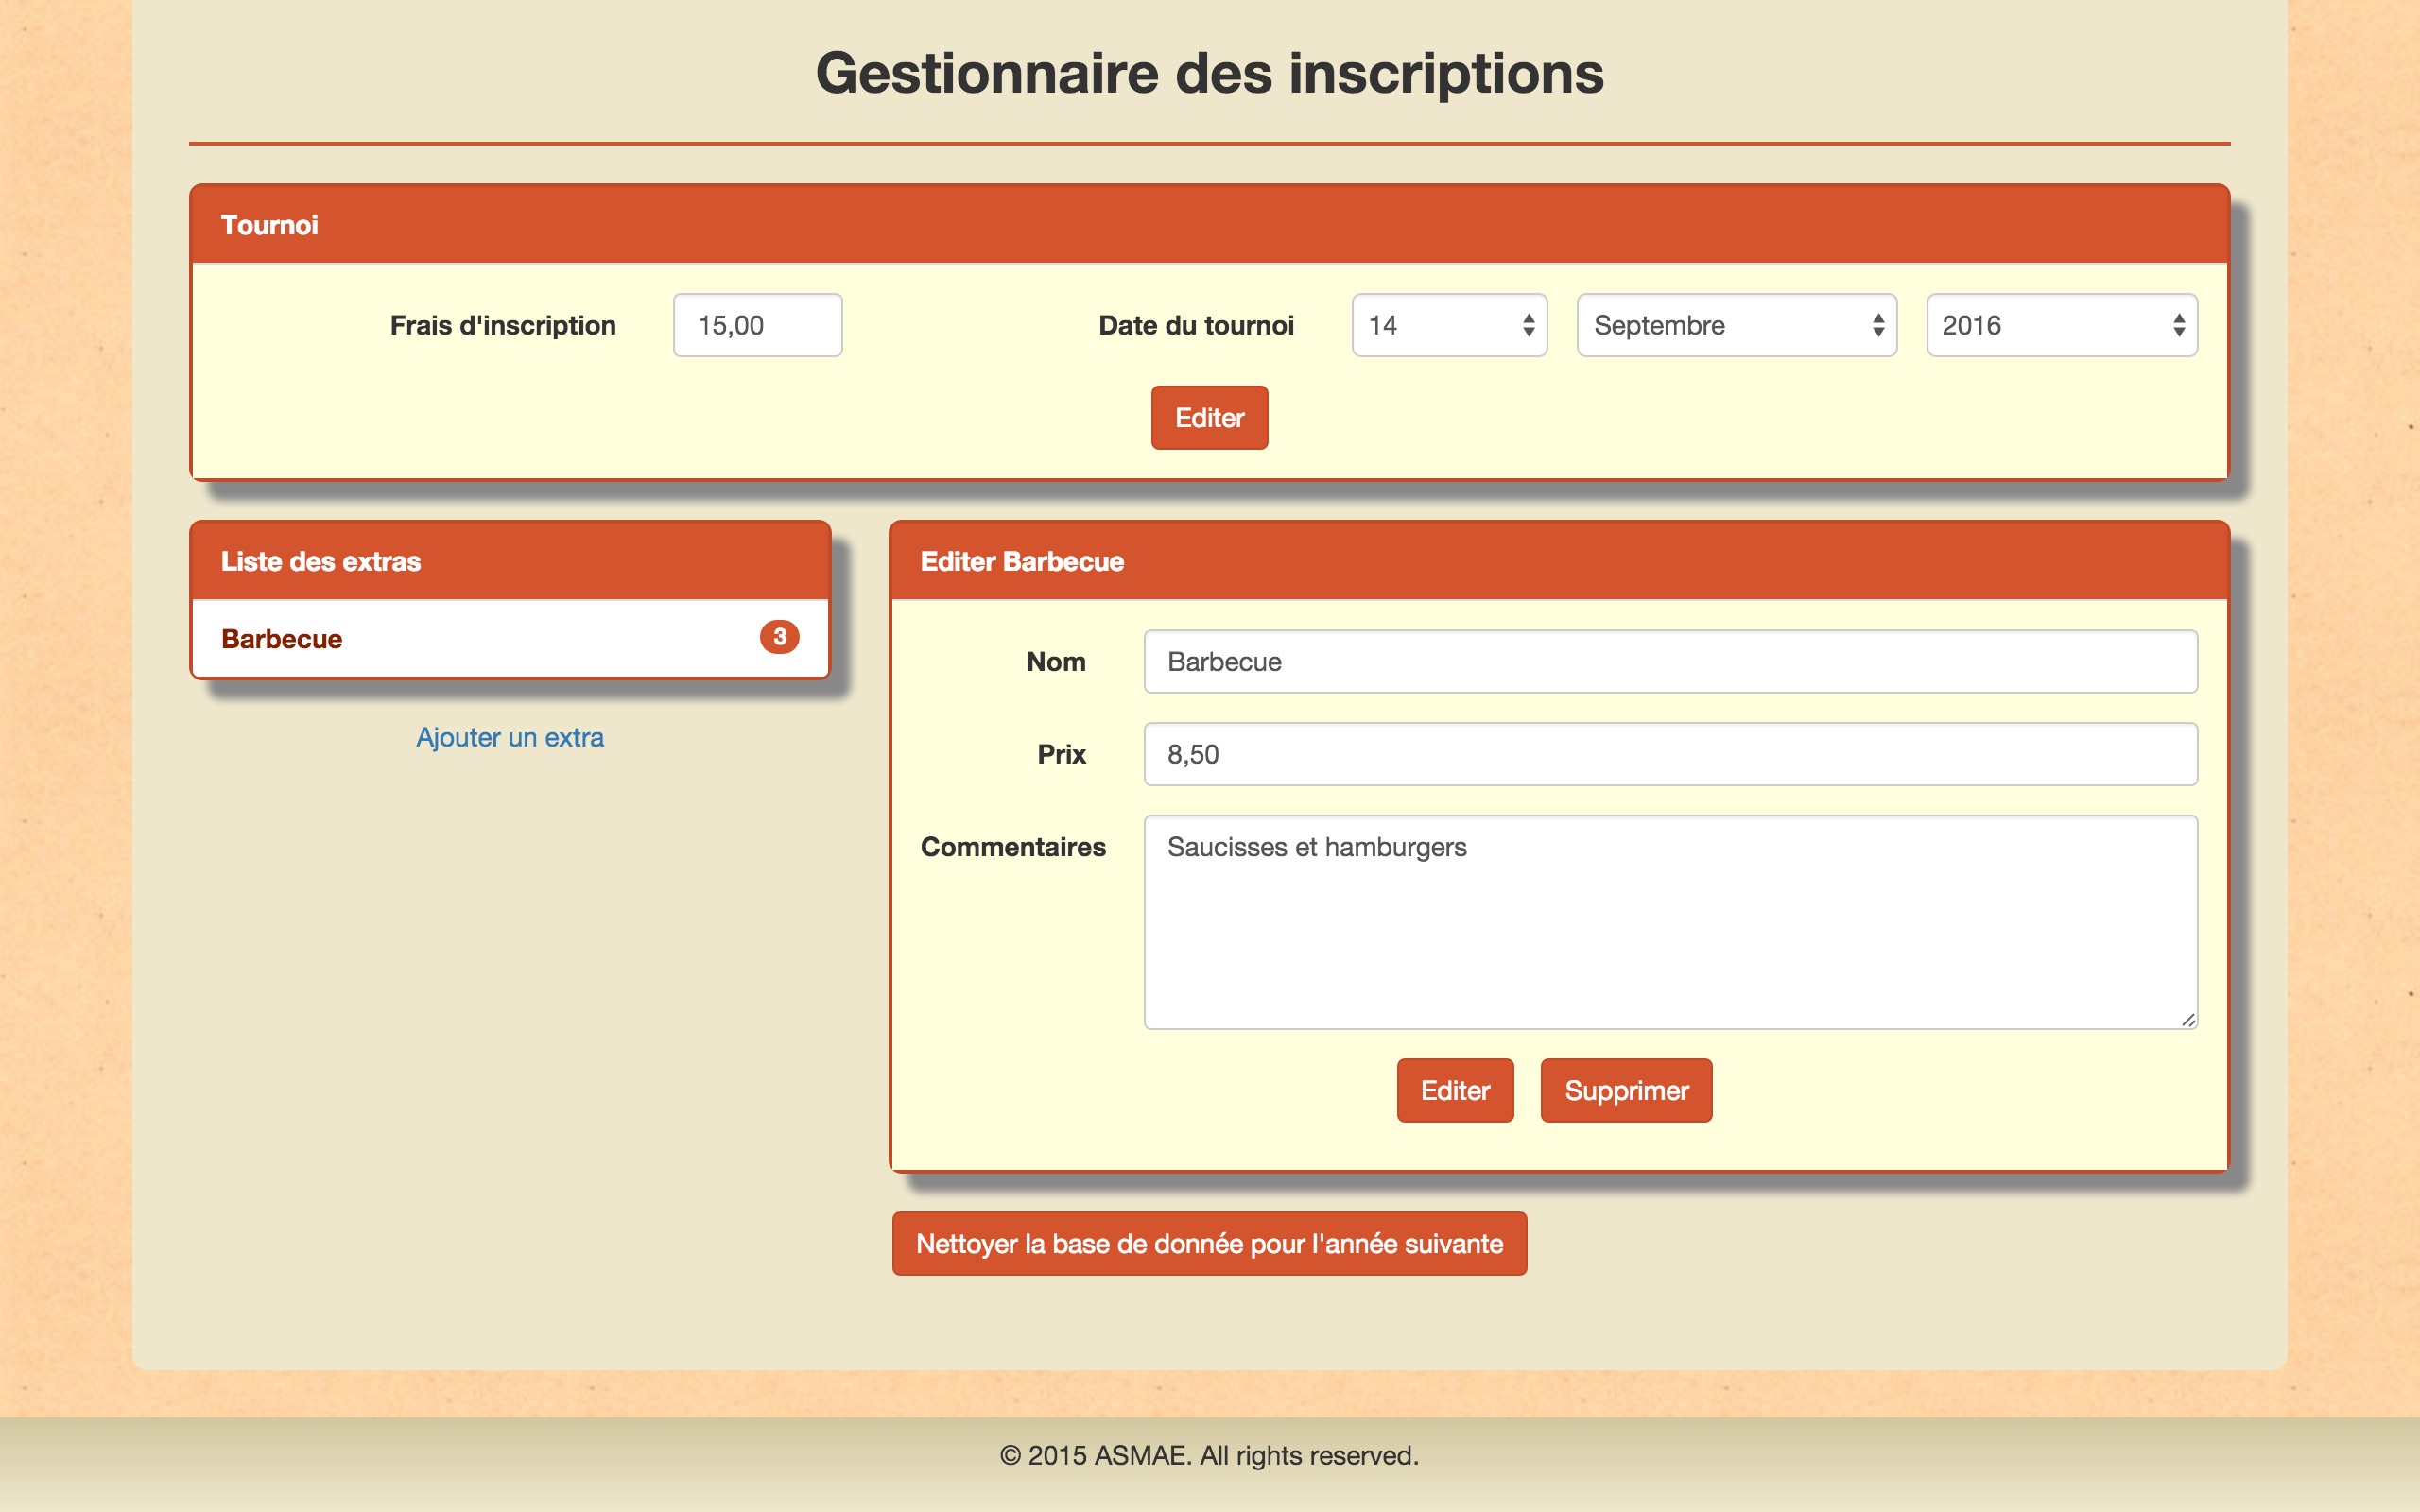 Gestionnaire des inscriptions
Tournoi
Frais d'inscription 15,00 Date du tournoi 14 Septembre 2016
Editer
Liste des extras
Barbecue 3
Ajouter un extra
Editer Barbecue
Nom Barbecue
Prix 8,50
Commentaires Saucisses et hamburgers
Editer Supprimer
Nettoyer la base de donnée pour l'année suivante
© 2015 ASMAE. All rights reserved.